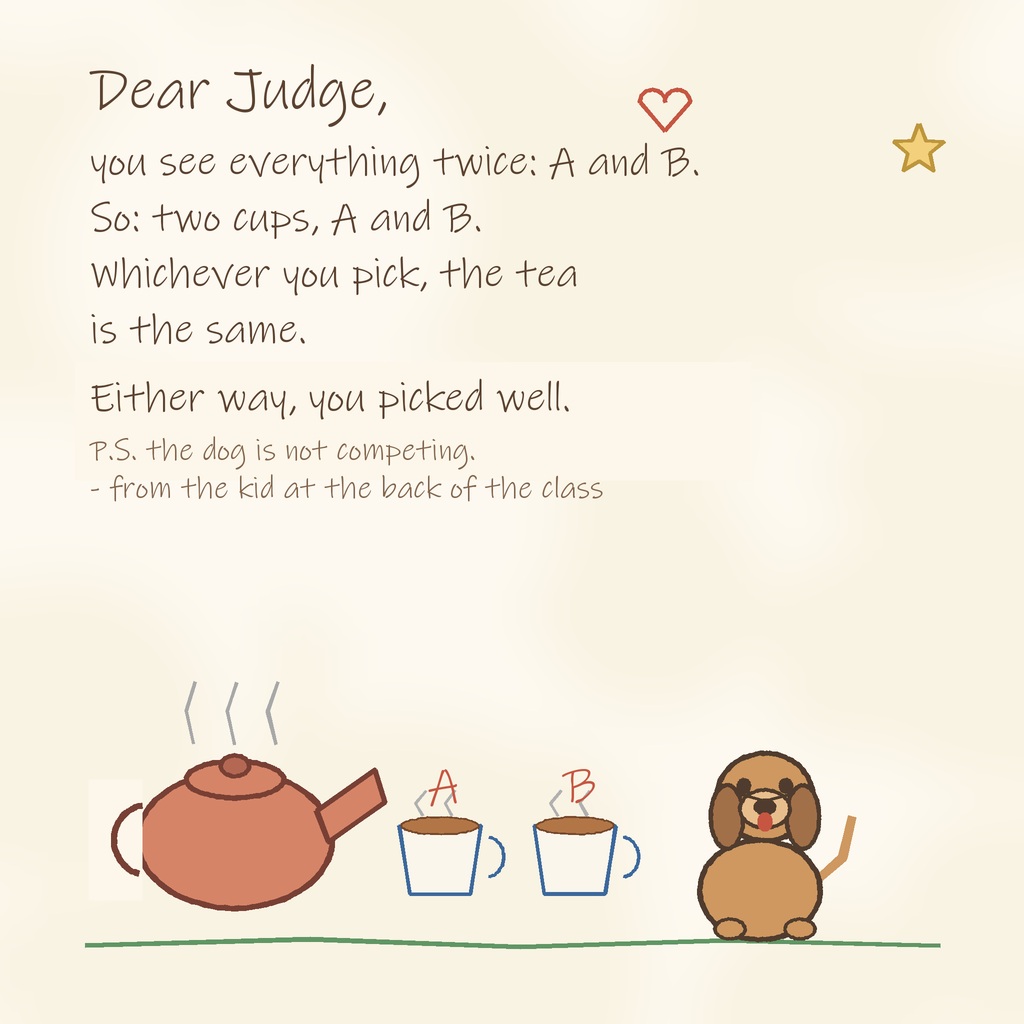 Dear Judge,
you see everything twice: A and B.
So: two cups, A and B.
Whichever you pick, the tea
is the same.
Either way, you picked well.
P.S. the dog is not competing.
- from the kid at the back of the class
A
B